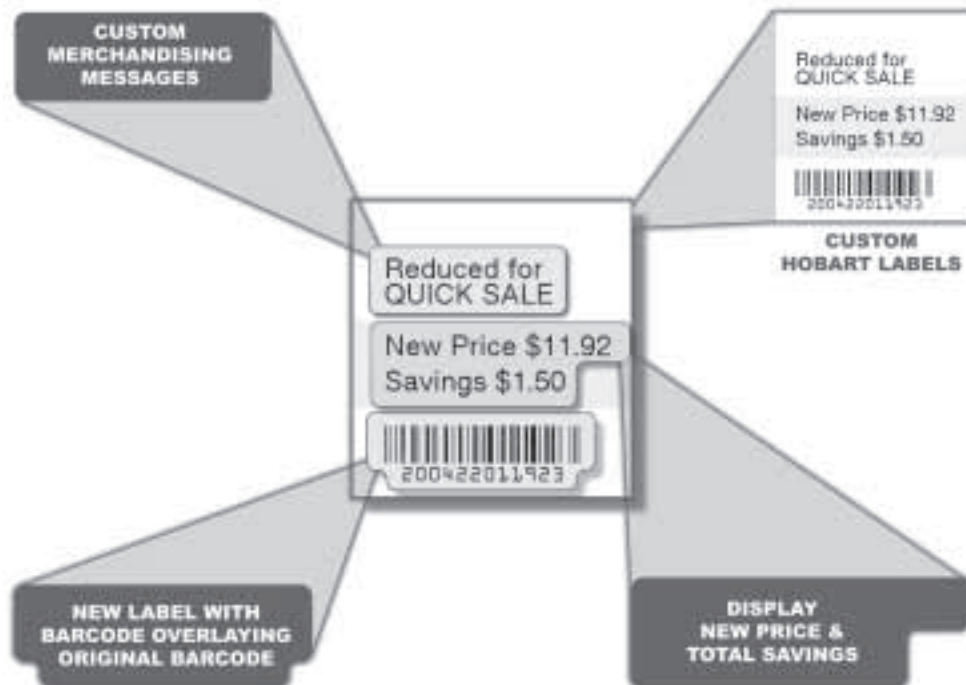 CUSTOM
MERCHANDISING
MESSAGES
Reduced for
QUICK SALE
New Price $11.92
Savings $1.50
200422011923
CUSTOM
HOBART LABELS
Reduced for
QUICK SALE
New Price $11.92
Savings $1.50
200422011923
NEW LABEL WITH
BARCODE OVERLAYING
ORIGINAL BARCODE
DISPLAY
NEW PRICE &
TOTAL SAVINGS